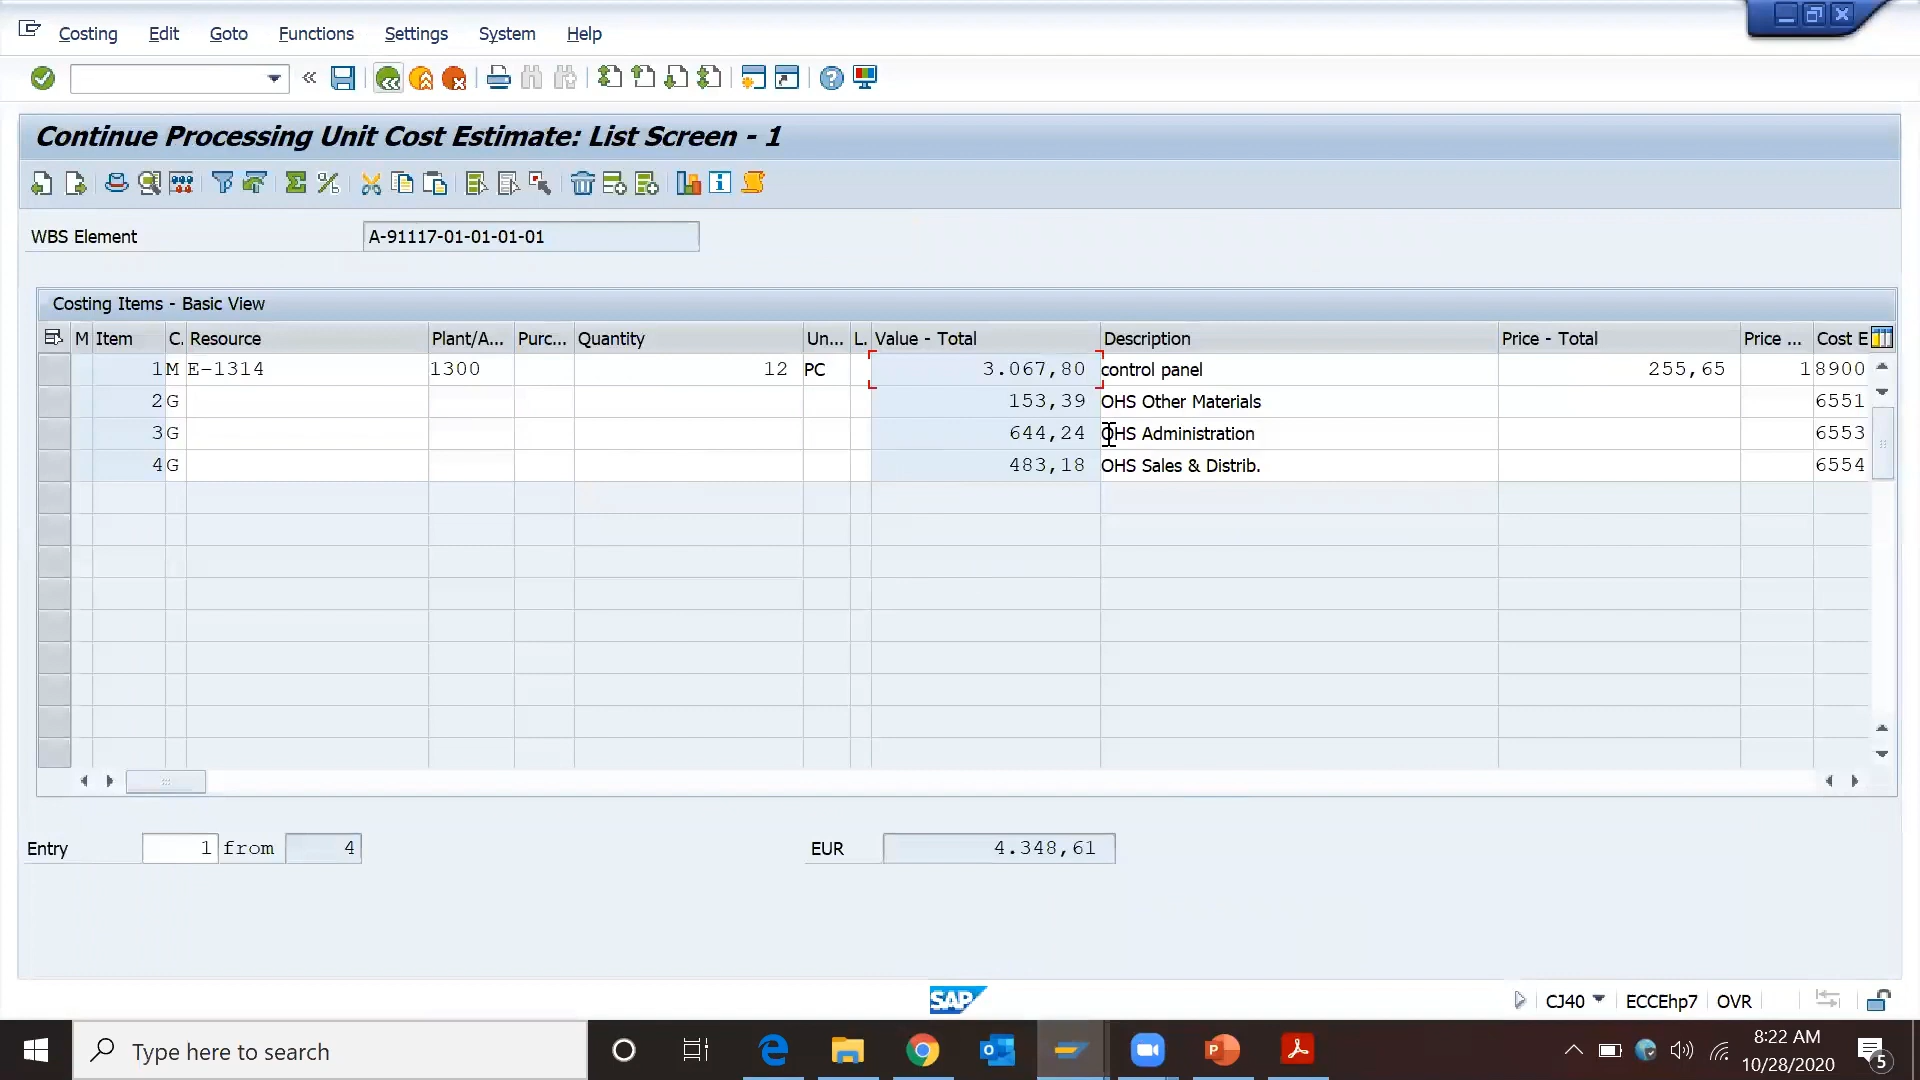 Costing Edit Goto Functions Settings System Help
Continue Processing Unit Cost Estimate: List Screen - 1
WBS Element A-91117-01-01-01-01
Costing Items - Basic View
M Item C. Resource Plant/A... Purc... Quantity Un... L. Value - Total Description Price - Total Price ... Cost E
1 M E-1314 1300 12 PC 3.067,80 control panel 255,65 1 8900
2 G 153,39 OHS Other Materials 6551
3 G 644,24 OHS Administration 6553
4 G 483,18 OHS Sales & Distrib. 6554
Entry 1 from 4 EUR 4.348,61
SAP CJ40 ECCEhp7 OVR
Type here to search
8:22 AM
10/28/2020
5